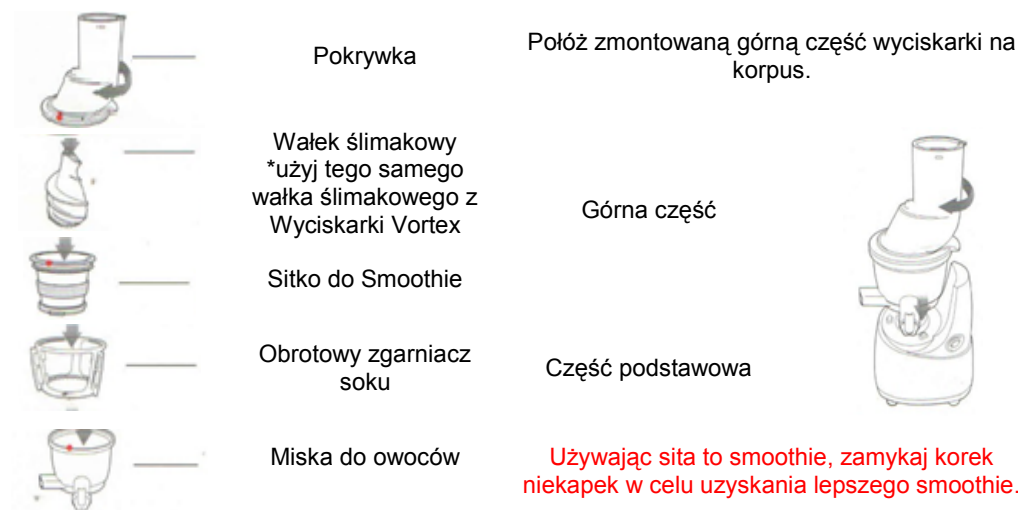 Pokrywka
Wałek ślimakowy
*użyj tego samego
wałka ślimakowego z
Wyciskarki Vortex
Sitko do Smoothie
Obrotowy zgarniacz
soku
Miska do owoców
Połóż zmontowaną górną część wyciskarki na
korpus.
Górna część
Część podstawowa
Używając sita to smoothie, zamykaj korek
niekapek w celu uzyskania lepszego smoothie.